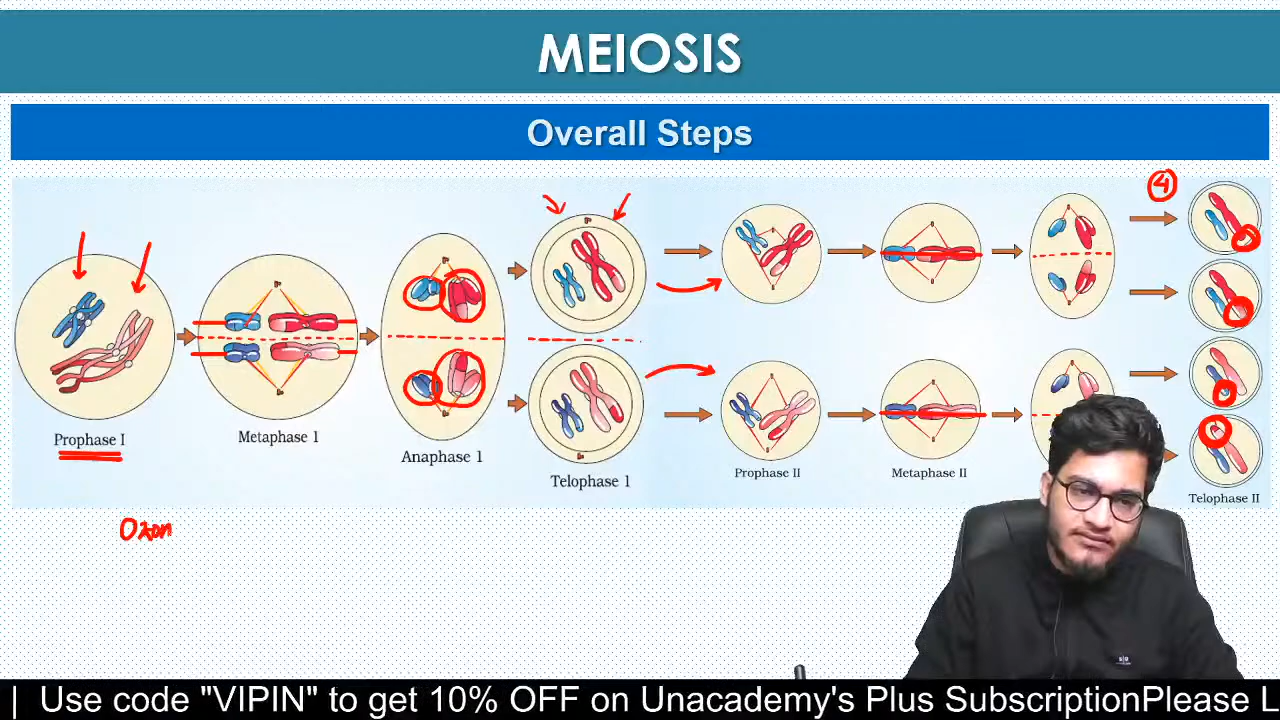 MEIOSIS
Overall Steps
4
Prophase I
Metaphase 1
Anaphase 1
Telophase 1
Prophase II
Metaphase II
Telophase II
| Use code "VIPIN" to get 10% OFF on Unacademy's Plus SubscriptionPlease L